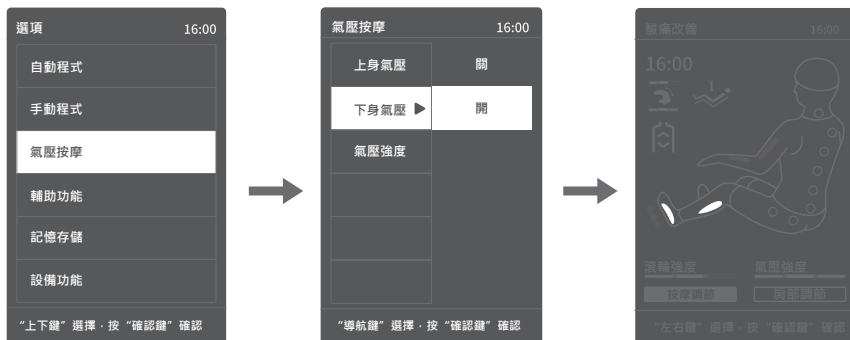 選項 16:00
自動程式
手動程式
氣壓按摩
輔助功能
記憶存儲
設備功能
“上下鍵”選擇，按“確認鍵”確認
氣壓按摩 16:00
上身氣壓 關
下身氣壓 ▶ 開
氣壓強度
“導航鍵”選擇，按“確認鍵”確認
酸痛改善 16:00
16:00
滾輪強度 氣壓強度
按摩調節 肩部調節
“左右鍵”選擇，按“確認鍵”確認